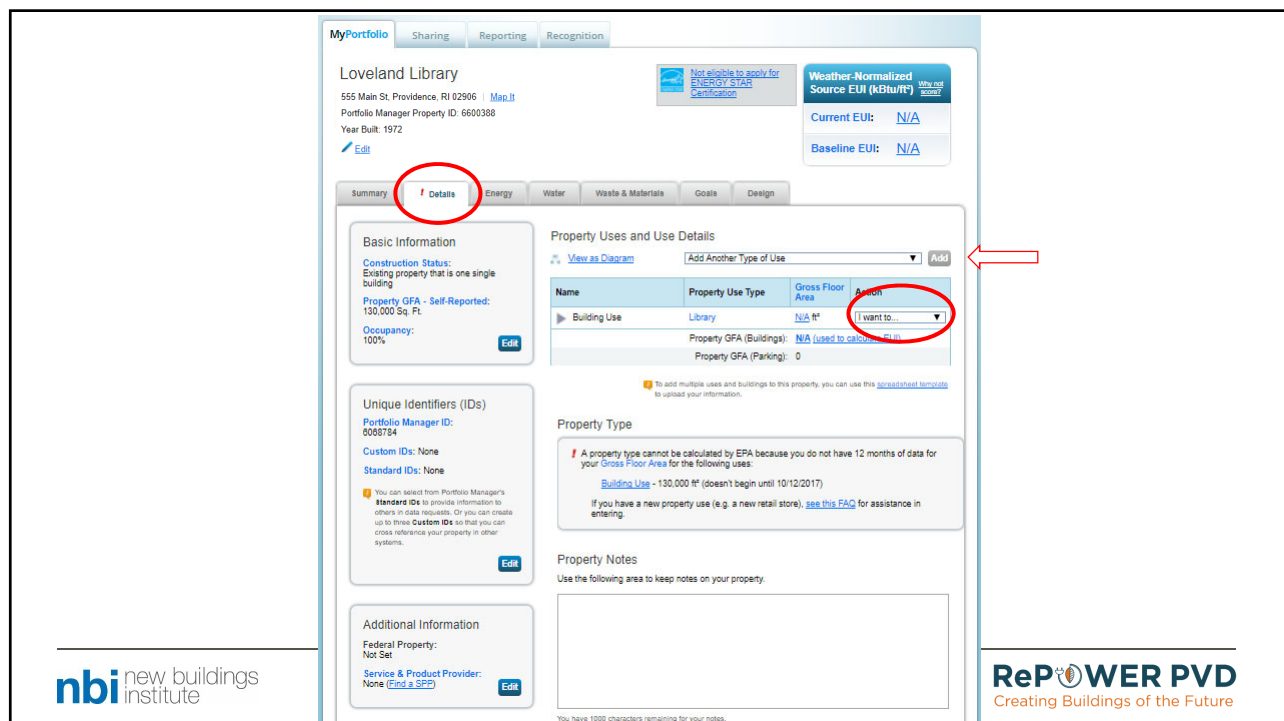 MyPortfolio
Sharing
Reporting
Recognition
Loveland Library
555 Main St, Providence, RI 02906 | Map It
Portfolio Manager Property ID: 6600388
Year Built: 1972
Edit
Not eligible to apply for
ENERGY STAR
Certification
Weather-Normalized
Source EUI (kBtu/ft²) Why not
score?
Current EUI: N/A
Baseline EUI: N/A
Summary
! Details
Energy
Water
Waste & Materials
Goals
Design
Basic Information
Construction Status:
Existing property that is one single
building
Property GFA - Self-Reported:
130,000 Sq. Ft.
Occupancy:
100%
Edit
Unique Identifiers (IDs)
Portfolio Manager ID:
6068784
Custom IDs: None
Standard IDs: None
You can select from Portfolio Manager's
Standard IDs to provide information to
others in data requests. Or you can create
up to three Custom IDs so that you can
cross reference your property in other
systems.
Edit
Additional Information
Federal Property:
Not Set
Service & Product Provider:
None (Find a SPP)
Edit
Property Uses and Use Details
View as Diagram
Add Another Type of Use
Add
Name
Property Use Type
Gross Floor
Area
Action
Building Use
Library
N/A ft²
I want to...
Property GFA (Buildings): N/A (used to calculate EUI)
Property GFA (Parking): 0
To add multiple uses and buildings to this property, you can use this spreadsheet template
to upload your information.
Property Type
! A property type cannot be calculated by EPA because you do not have 12 months of data for
your Gross Floor Area for the following uses:
Building Use - 130,000 ft² (doesn't begin until 10/12/2017)
If you have a new property use (e.g. a new retail store), see this FAQ for assistance in
entering.
Property Notes
Use the following area to keep notes on your property.
You have 1000 characters remaining for your notes.
nbi new buildings
institute
RePOWER PVD
Creating Buildings of the Future